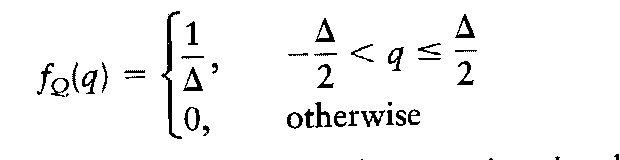 f_Q(q) = { 1/Δ, -Δ/2 < q ≤ Δ/2
0, otherwise